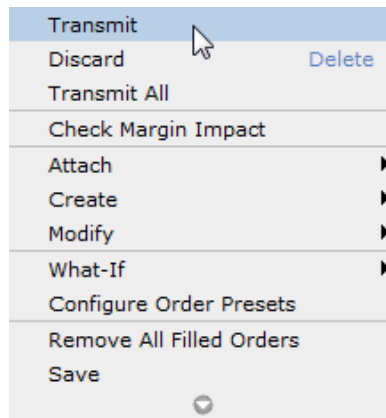 Transmit
Discard Delete
Transmit All
Check Margin Impact
Attach
Create
Modify
What-If
Configure Order Presets
Remove All Filled Orders
Save